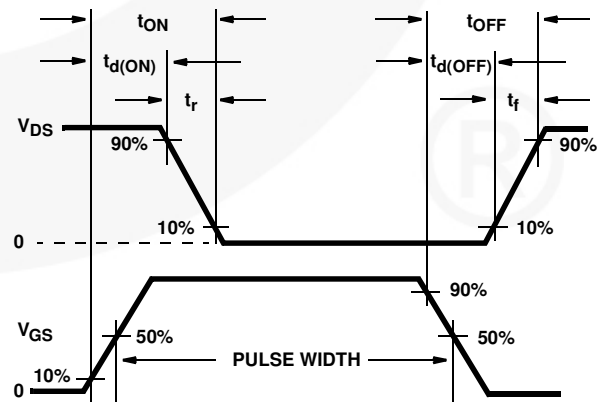 tON tOFF
td(ON) td(OFF)
tr tf
VDS
90% 90%
10% 10%
0
90%
VGS
50% 50%
PULSE WIDTH
10%
0
®